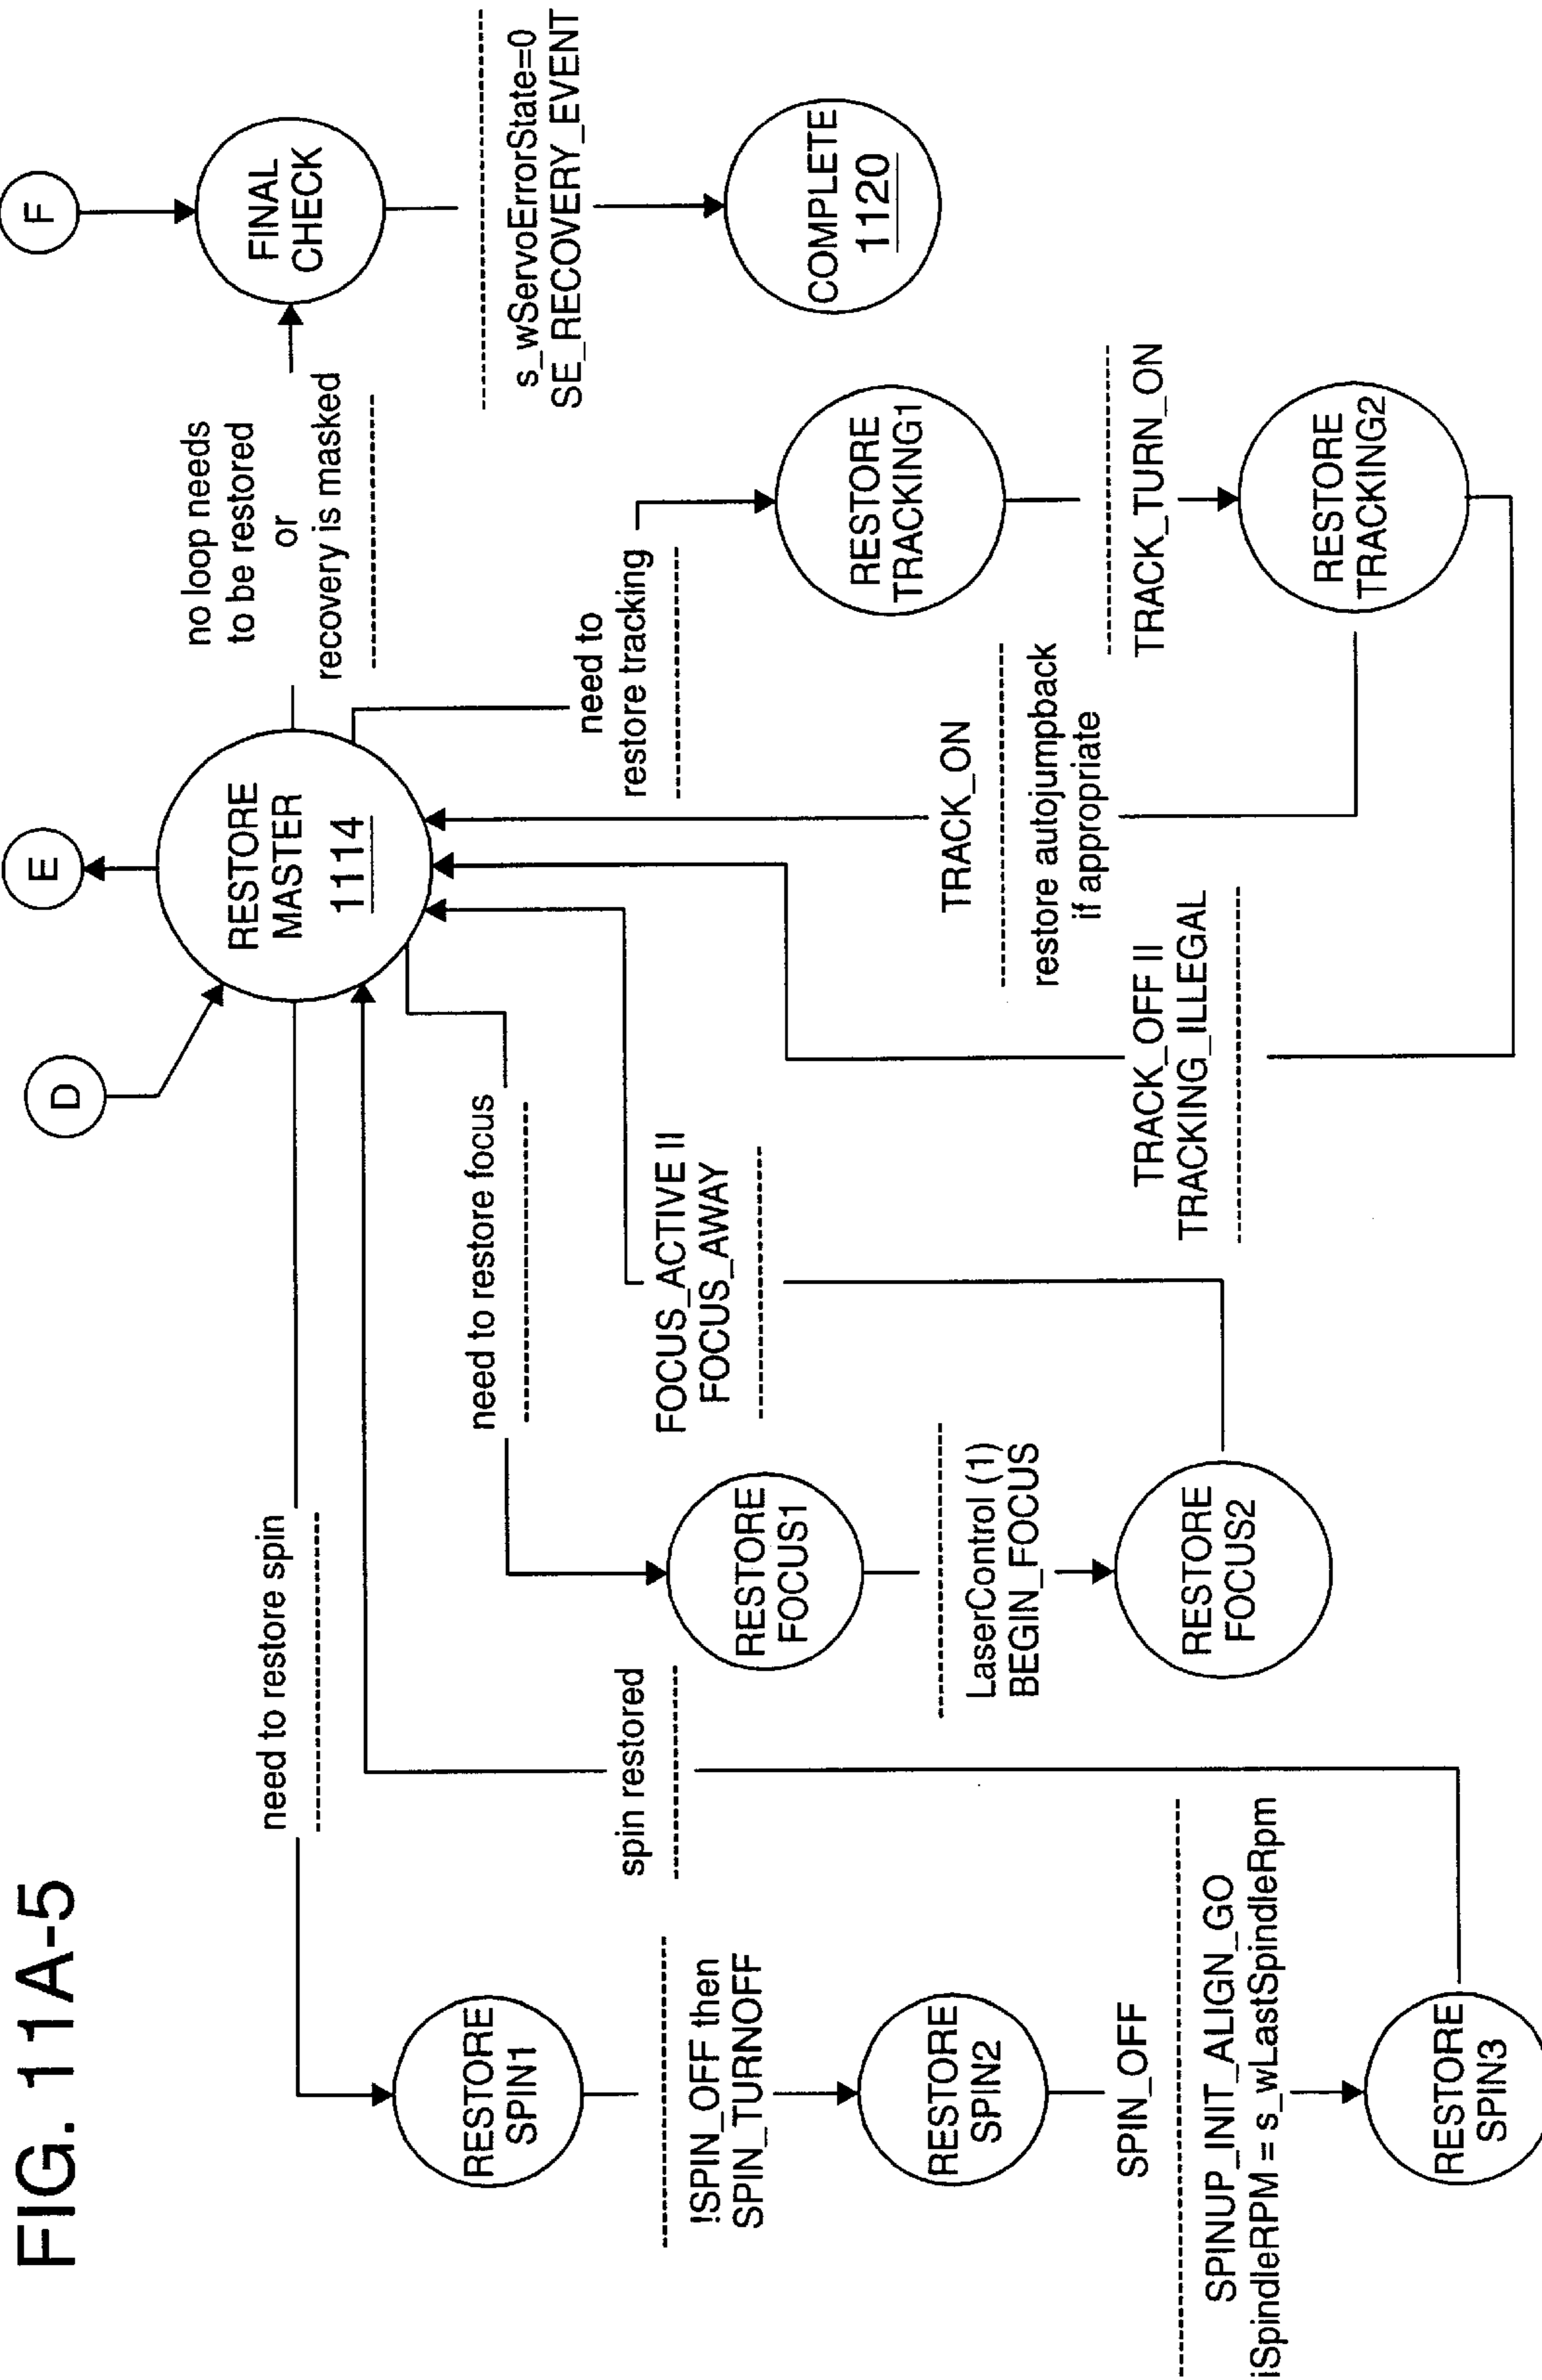 FIG. 11A-5
D
E
F
RESTORE
MASTER
1114
no loop needs
to be restored
or
recovery is masked
FINAL
CHECK
s_wServoErrorState=0
SE_RECOVERY_EVENT
COMPLETE
1120
need to restore spin
RESTORE
SPIN1
!SPIN_OFF then
SPIN_TURNOFF
RESTORE
SPIN2
SPIN_OFF
SPINUP_INIT_ALIGN_GO
iSpindleRPM = s_wLastSpindleRpm
RESTORE
SPIN3
spin restored
need to restore focus
RESTORE
FOCUS1
LaserControl (1)
BEGIN_FOCUS
RESTORE
FOCUS2
FOCUS_ACTIVE II
FOCUS_AWAY
need to
restore tracking
RESTORE
TRACKING1
TRACK_TURN_ON
RESTORE
TRACKING2
TRACK_ON
restore autojumpback
if appropriate
TRACK_OFF II
TRACKING_ILLEGAL